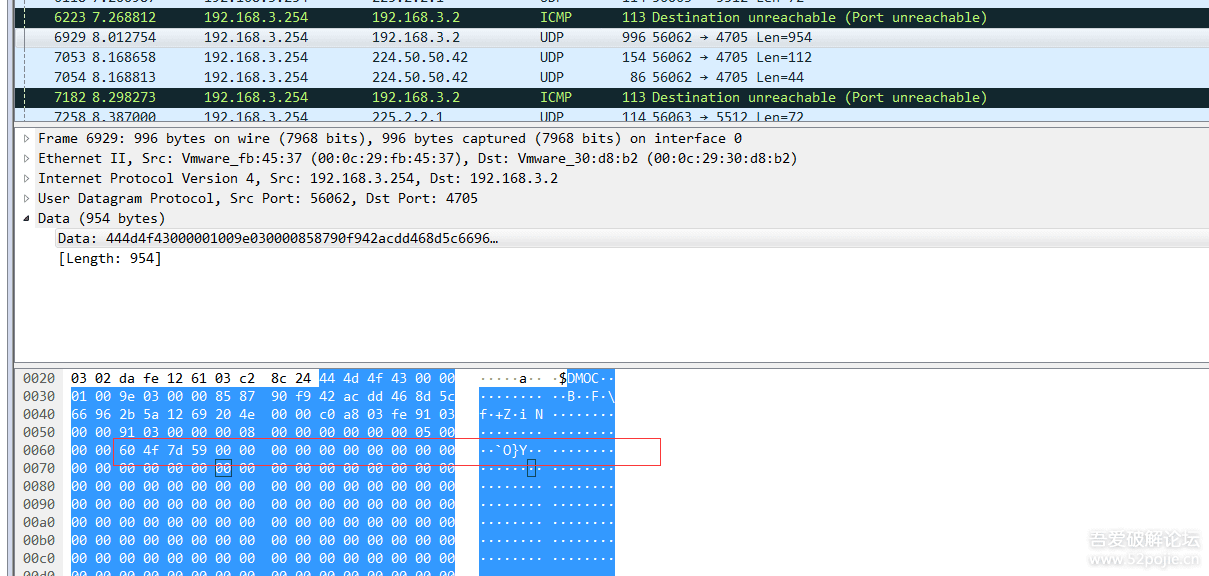 6223 7.268812 192.168.3.254 192.168.3.2 ICMP 113 Destination unreachable (Port unreachable)
6929 8.012754 192.168.3.254 192.168.3.2 UDP 996 56062 → 4705 Len=954
7053 8.168658 192.168.3.254 224.50.50.42 UDP 154 56062 → 4705 Len=112
7054 8.168813 192.168.3.254 224.50.50.42 UDP 86 56062 → 4705 Len=44
7182 8.298273 192.168.3.254 192.168.3.2 ICMP 113 Destination unreachable (Port unreachable)
7258 8.387000 192.168.3.254 225.2.2.1 UDP 114 56063 → 5512 Len=72
Frame 6929: 996 bytes on wire (7968 bits), 996 bytes captured (7968 bits) on interface 0
Ethernet II, Src: Vmware_fb:45:37 (00:0c:29:fb:45:37), Dst: Vmware_30:d8:b2 (00:0c:29:30:d8:b2)
Internet Protocol Version 4, Src: 192.168.3.254, Dst: 192.168.3.2
User Datagram Protocol, Src Port: 56062, Dst Port: 4705
Data (954 bytes)
Data: 444d4f43000001009e030000858790f942acdd468d5c6696…
[Length: 954]
0020 03 02 da fe 12 61 03 c2 8c 24 44 4d 4f 43 00 00 ·····a·· ·$DMOC··
0030 01 00 9e 03 00 00 85 87 90 f9 42 ac dd 46 8d 5c ········ ··B··F·\
0040 66 96 2b 5a 12 69 20 4e 00 00 c0 a8 03 fe 91 03 f·+Z·i N ········
0050 00 00 91 03 00 00 00 08 00 00 00 00 00 00 05 00 ········ ········
0060 00 00 60 4f 7d 59 00 00 00 00 00 00 00 00 00 00 ··`O}Y·· ········
0070 00 00 00 00 00 00 00 00 00 00 00 00 00 00 00 00 ········ ········
0080 00 00 00 00 00 00 00 00 00 00 00 00 00 00 00 00 ········ ········
0090 00 00 00 00 00 00 00 00 00 00 00 00 00 00 00 00 ········ ········
00a0 00 00 00 00 00 00 00 00 00 00 00 00 00 00 00 00 ········ ········
00b0 00 00 00 00 00 00 00 00 00 00 00 00 00 00 00 00 ········ ········
00c0 00 00 00 00 00 00 00 00 00 00 00 00 00 00 00 00 ········ ········
吾爱破解论坛
www.52pojie.cn